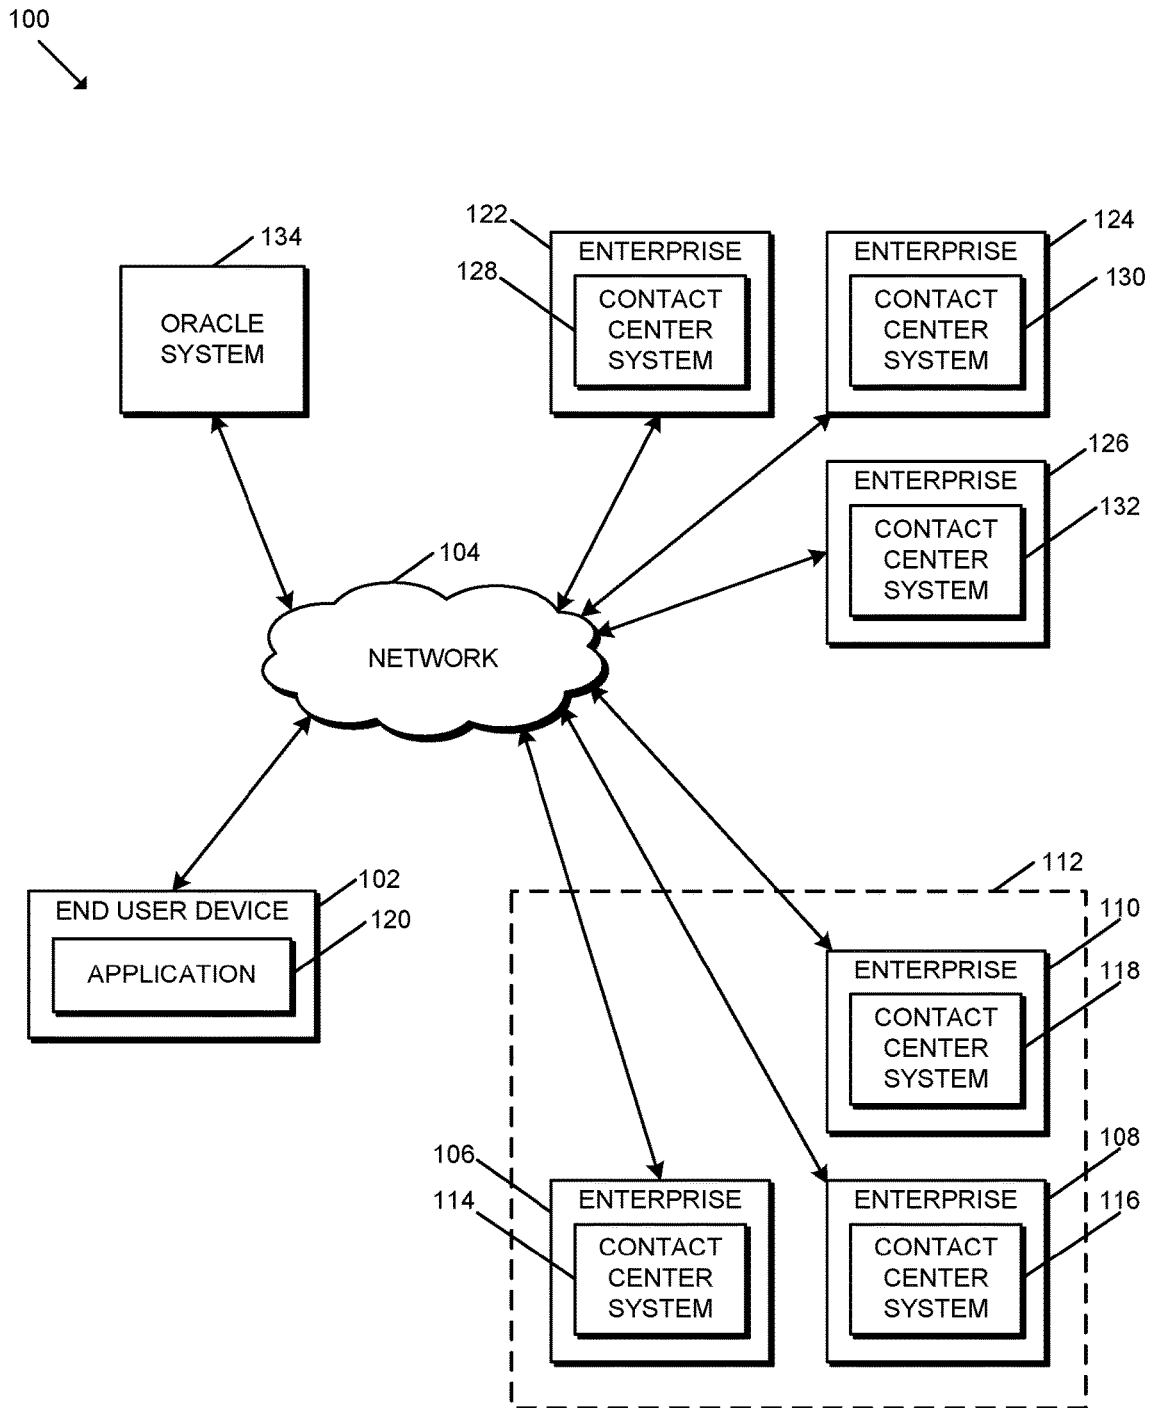 100
134
ORACLE
SYSTEM
122
ENTERPRISE
128
CONTACT
CENTER
SYSTEM
124
ENTERPRISE
130
CONTACT
CENTER
SYSTEM
126
ENTERPRISE
132
CONTACT
CENTER
SYSTEM
104
NETWORK
102
END USER DEVICE
120
APPLICATION
112
110
ENTERPRISE
118
CONTACT
CENTER
SYSTEM
106
ENTERPRISE
114
CONTACT
CENTER
SYSTEM
108
ENTERPRISE
116
CONTACT
CENTER
SYSTEM